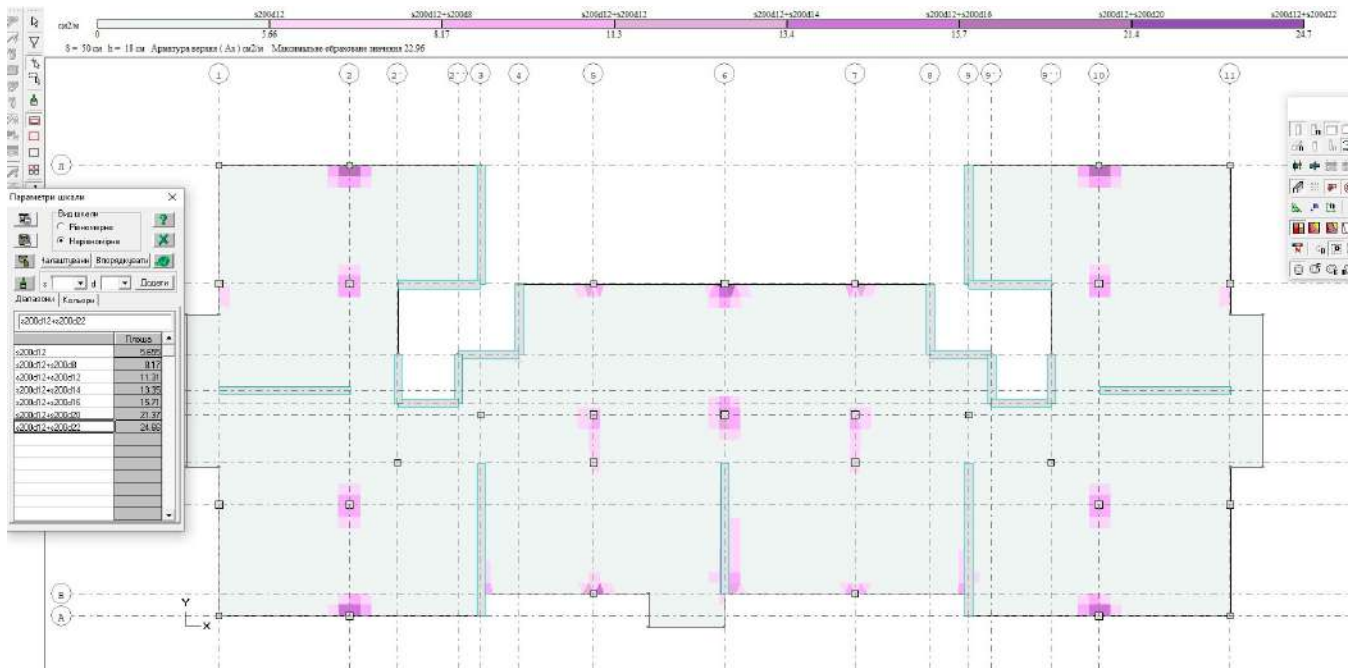 s200d12 s200d12+s200d8 s200d12+s200d12 s200d12+s200d14 s200d12+s200d16 s200d12+s200d20 s200d12+s200d22
см2/м
0 5.66 8.17 11.3 13.4 15.7 21.4 24.7
S = 50 см h = 18 см Арматура верхня ( Ax ) см2/м Максимальне обраховане значення 22.96
1 2 3 4 5 6 7 8 9 10 11
Л
Параметри шкали
Вид шкали
Рівномірна
Нерівномірна
Налаштування Впорядкувати
s d Додати
Діапазони Кольори
s200d12+s200d22
Площа
s200d12 5.655
s200d12+s200d8 8.17
s200d12+s200d12 11.31
s200d12+s200d14 13.35
s200d12+s200d16 15.71
s200d12+s200d20 21.37
s200d12+s200d22 24.66
В
А
Y
X